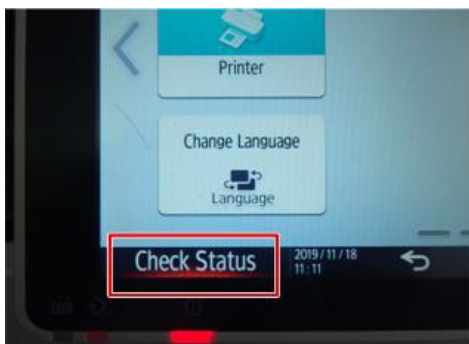 Printer
Change Language
Language
Check Status
2019/11/18
11:11